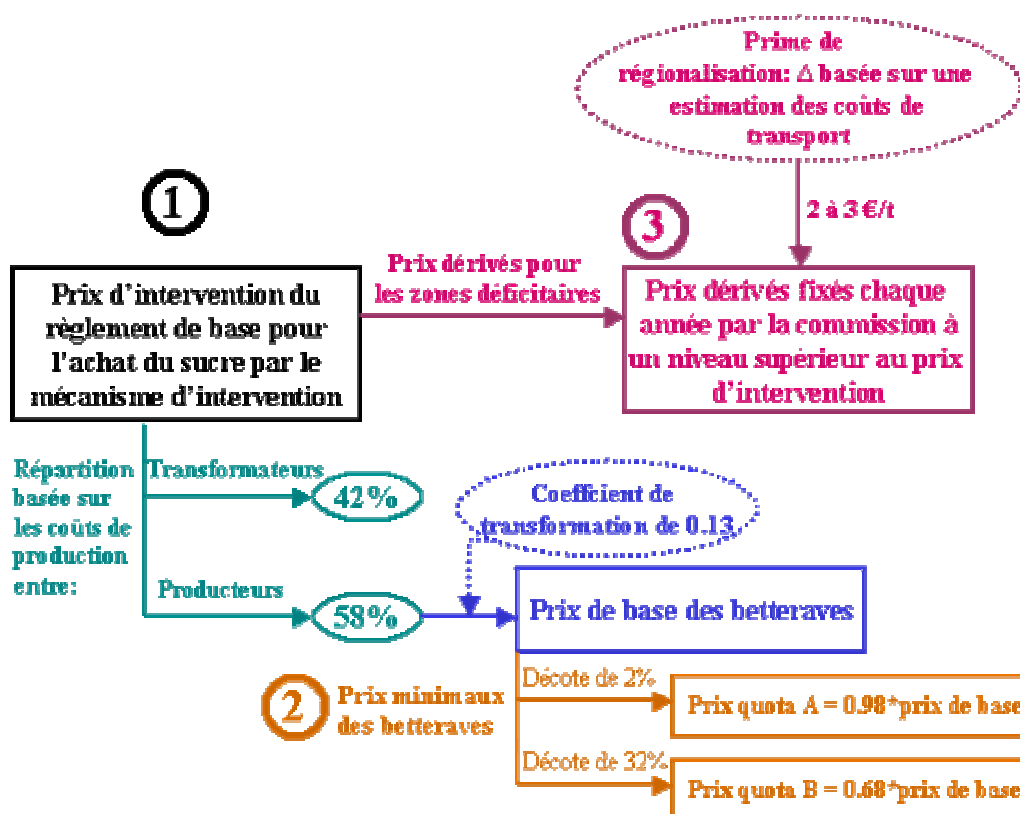 Prime de
régionalisation: Δ basée sur une
estimation des coûts de
transport
1
2 à 3 €/t
3
Prix dérivés pour
les zones déficitaires
Prix d'intervention du
règlement de base pour
l'achat du sucre par le
mécanisme d'intervention
Prix dérivés fixés chaque
année par la commission à
un niveau supérieur au prix
d'intervention
Répartition
basée sur
les coûts de
production
entre:
Transformateurs
42%
Coeffcient de
transformation de 0.13
Producteurs
58%
Prix de base des betteraves
2
Prix minimaux
des betteraves
Décote de 2%
Prix quota A = 0.98*prix de base
Décote de 32%
Prix quota B = 0.68*prix de base